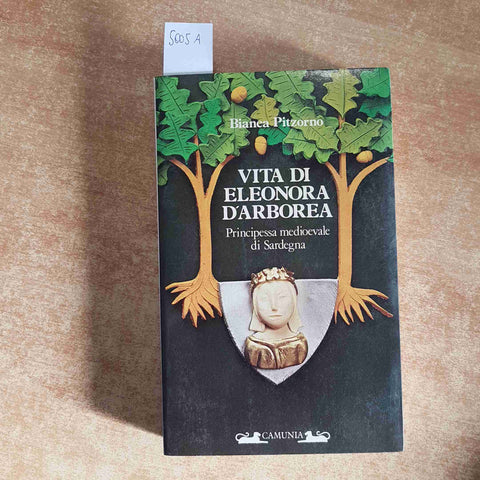 5005 A
Bianca Pitzorno
VITA DI
ELEONORA
D'ARBOREA
Principessa medioevale
di Sardegna
CAMUNIA